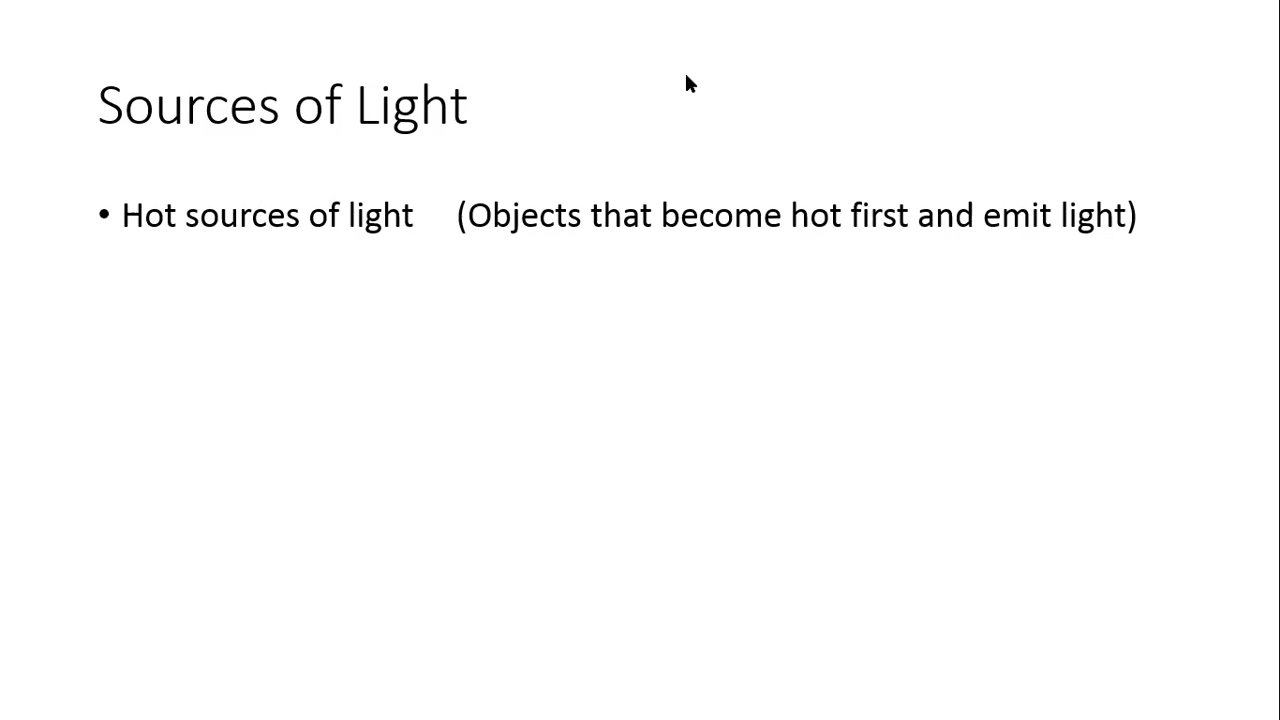 Sources of Light
• Hot sources of light (Objects that become hot first and emit light)